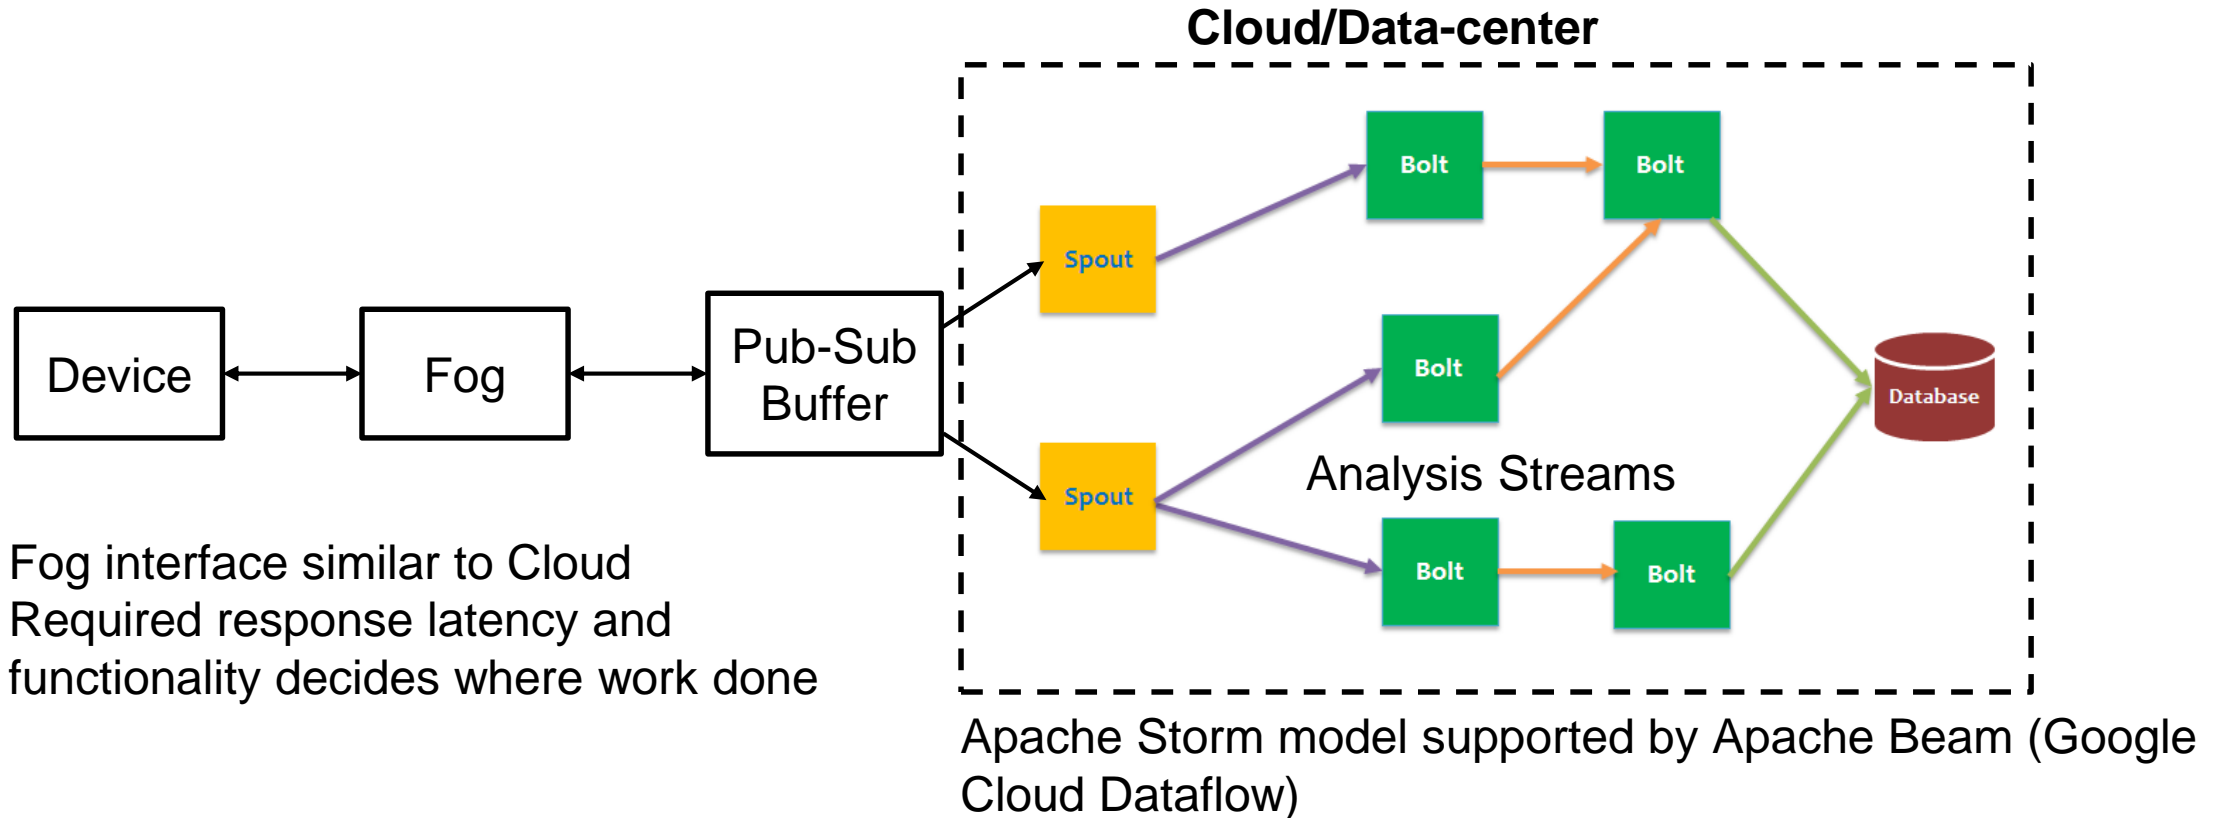 Cloud/Data-center
Bolt
Bolt
Spout
Device
Fog
Pub-Sub
Buffer
Bolt
Database
Analysis Streams
Spout
Bolt
Bolt
Fog interface similar to Cloud
Required response latency and
functionality decides where work done
Apache Storm model supported by Apache Beam (Google
Cloud Dataflow)